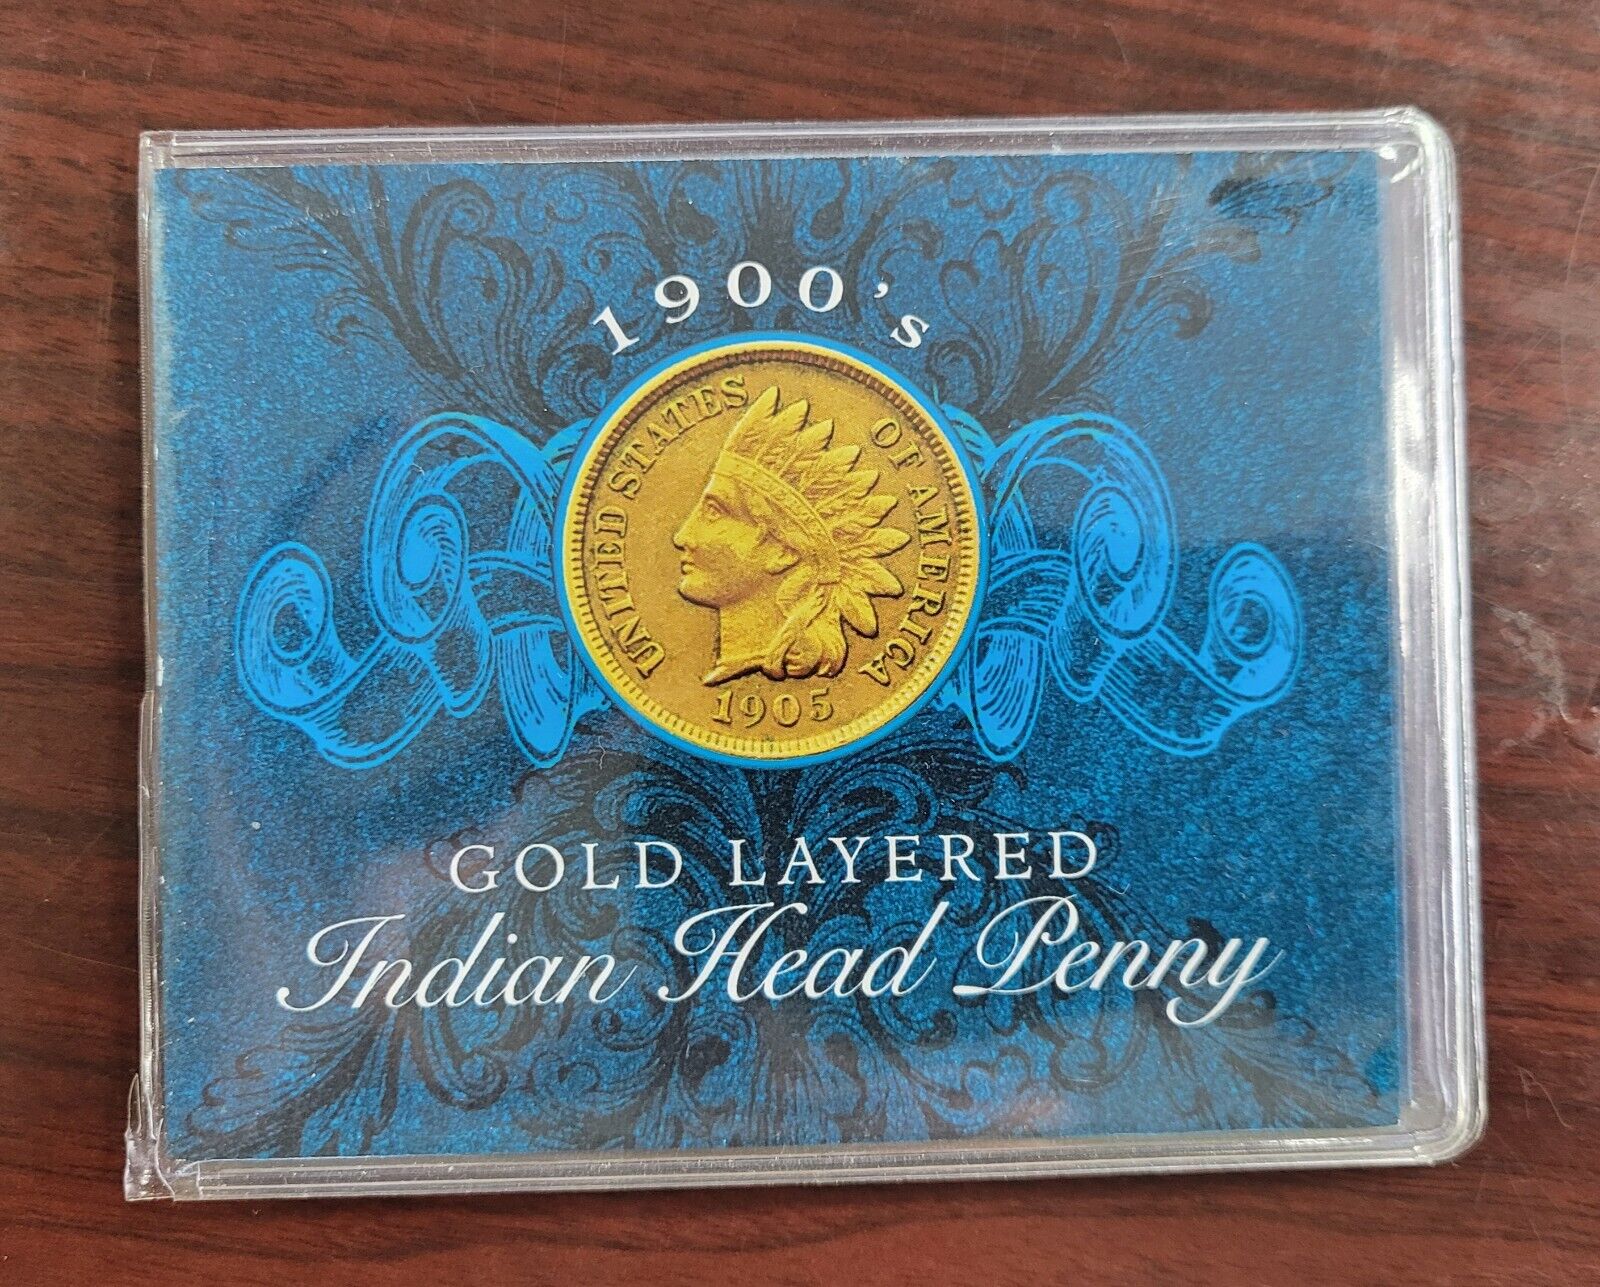 1900's
UNITED STATES OF AMERICA
1905
GOLD LAYERED
Indian Head Penny